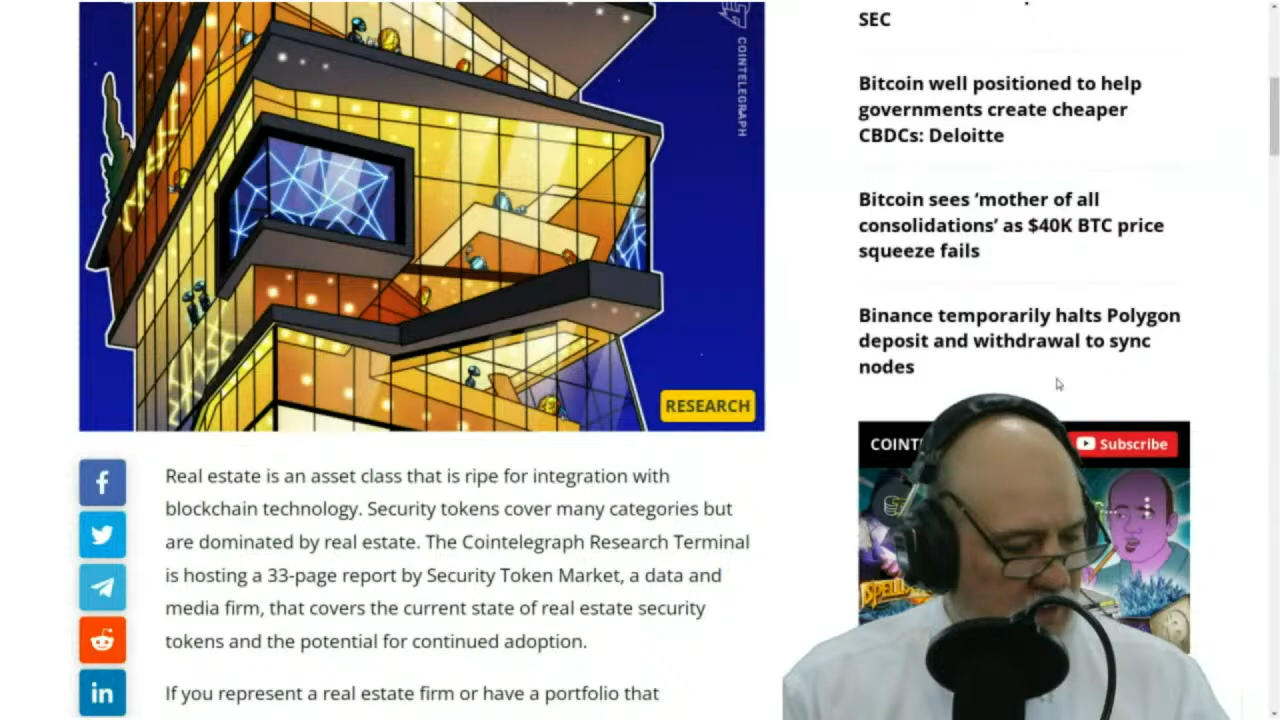 COINTELEGRAPH
RESEARCH
Real estate is an asset class that is ripe for integration with
blockchain technology. Security tokens cover many categories but
are dominated by real estate. The Cointelegraph Research Terminal
is hosting a 33-page report by Security Token Market, a data and
media firm, that covers the current state of real estate security
tokens and the potential for continued adoption.
If you represent a real estate firm or have a portfolio that
SEC
Bitcoin well positioned to help
governments create cheaper
CBDCs: Deloitte
Bitcoin sees ‘mother of all
consolidations’ as $40K BTC price
squeeze fails
Binance temporarily halts Polygon
deposit and withdrawal to sync
nodes
Subscribe